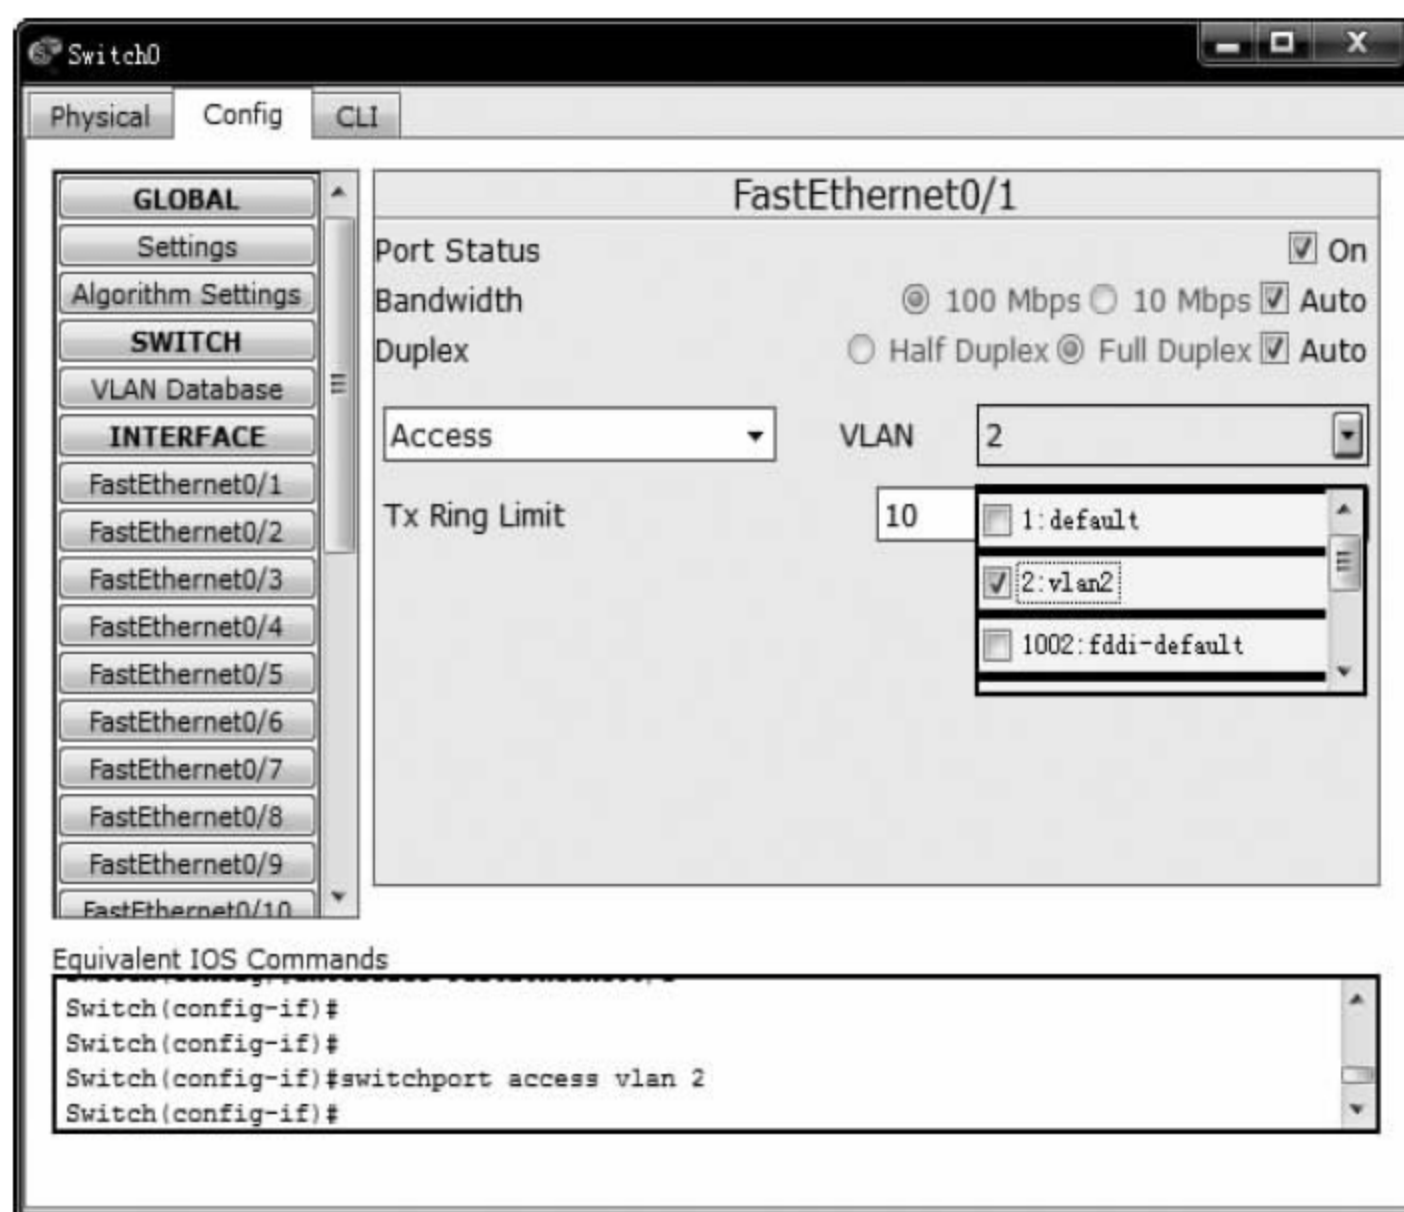 Switch0
Physical Config CLI
GLOBAL
Settings
Algorithm Settings
SWITCH
VLAN Database
INTERFACE
FastEthernet0/1
FastEthernet0/2
FastEthernet0/3
FastEthernet0/4
FastEthernet0/5
FastEthernet0/6
FastEthernet0/7
FastEthernet0/8
FastEthernet0/9
FastEthernet0/10
FastEthernet0/1
Port Status On
Bandwidth 100 Mbps 10 Mbps Auto
Duplex Half Duplex Full Duplex Auto
Access VLAN 2
Tx Ring Limit 10
1:default
2:vlan2
1002:fddi-default
Equivalent IOS Commands
Switch(config-if)#
Switch(config-if)#
Switch(config-if)#switchport access vlan 2
Switch(config-if)#